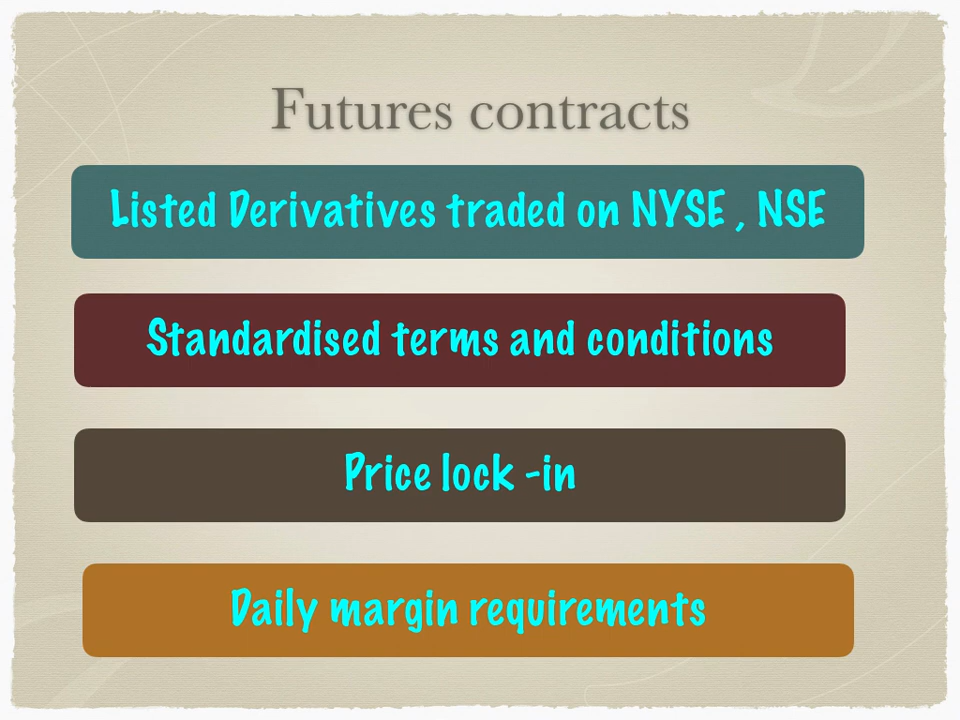 Futures contracts
Listed Derivatives traded on NYSE , NSE
Standardised terms and conditions
Price lock -in
Daily margin requirements